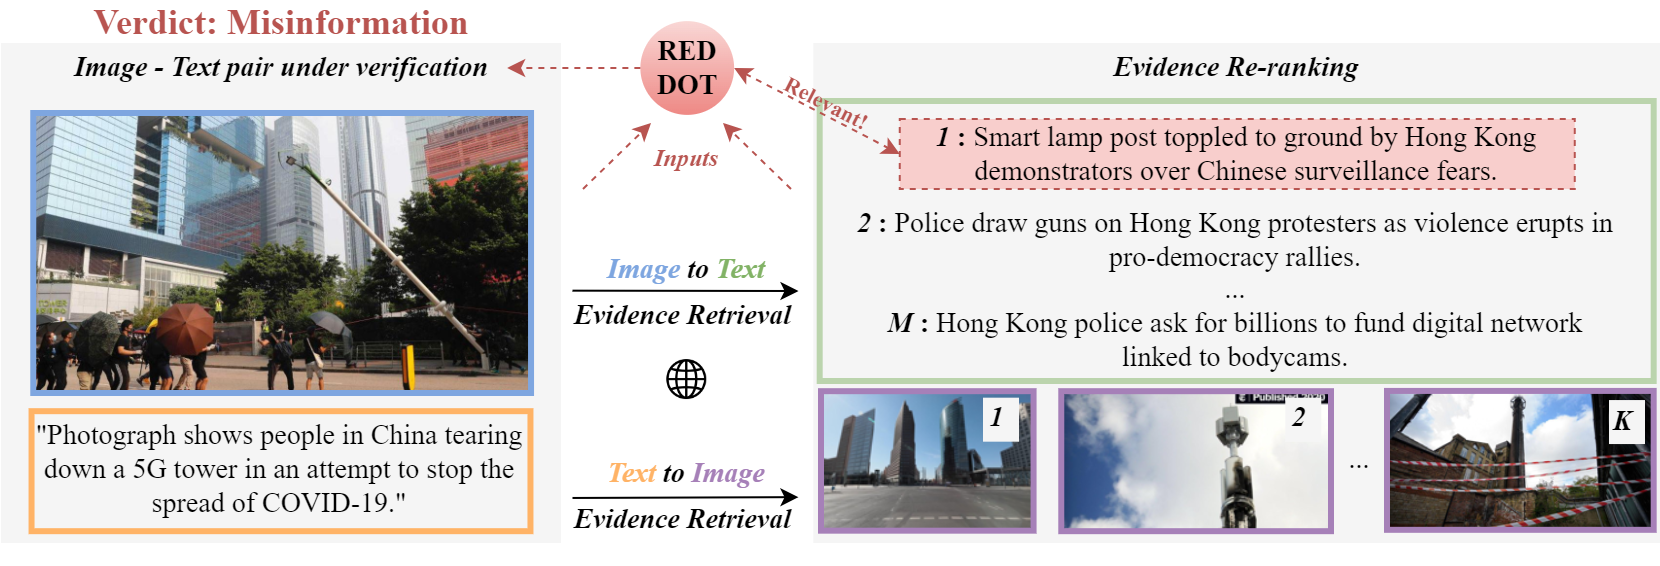 Verdict: Misinformation
Image - Text pair under verification
"Photograph shows people in China tearing
down a 5G tower in an attempt to stop the
spread of COVID-19."
RED
DOT
Inputs
Relevant!
Image to Text
Evidence Retrieval
Text to Image
Evidence Retrieval
Evidence Re-ranking
1 : Smart lamp post toppled to ground by Hong Kong
demonstrators over Chinese surveillance fears.
2 : Police draw guns on Hong Kong protesters as violence erupts in
pro-democracy rallies.
...
M : Hong Kong police ask for billions to fund digital network
linked to bodycams.
1
Published 2020
2
...
K